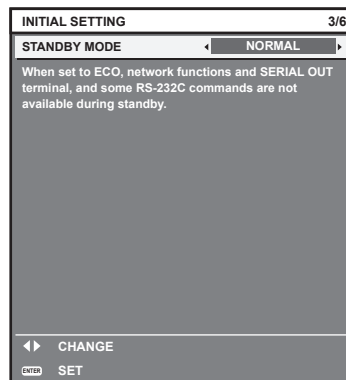 INITIAL SETTING 3/6
STANDBY MODE NORMAL
When set to ECO, network functions and SERIAL OUT
terminal, and some RS-232C commands are not
available during standby.
CHANGE
ENTER SET